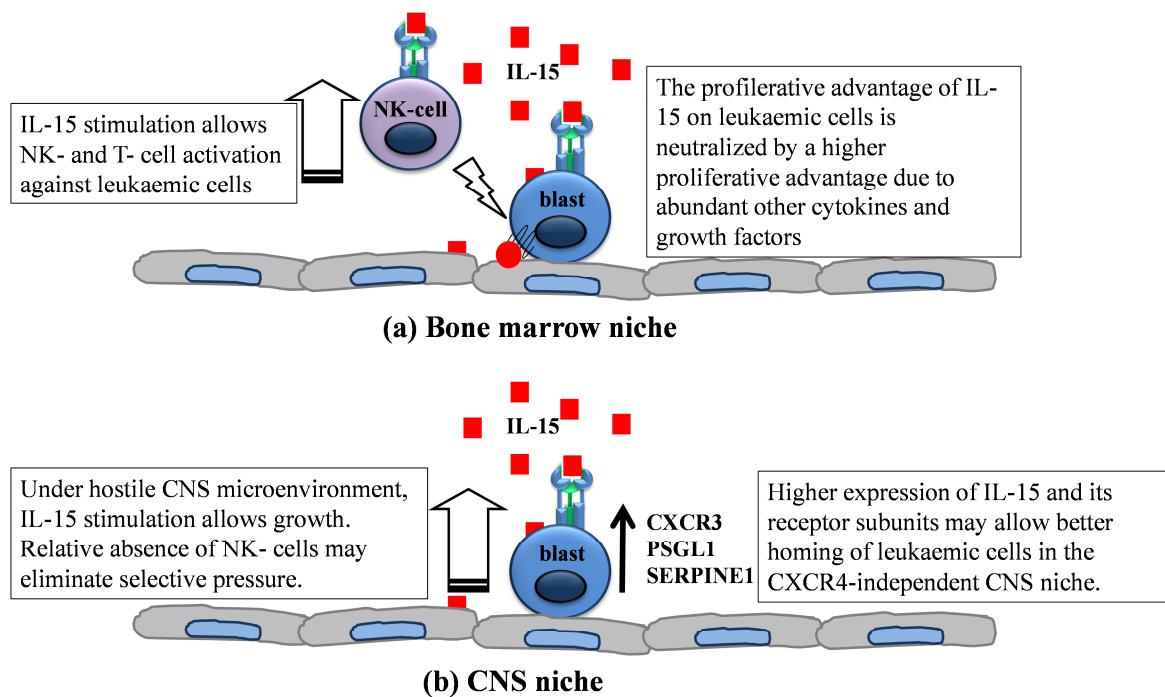 IL-15
NK-cell
IL-15 stimulation allows
NK- and T- cell activation
against leukaemic cells
blast
The profilerative advantage of IL-
15 on leukaemic cells is
neutralized by a higher
proliferative advantage due to
abundant other cytokines and
growth factors
(a) Bone marrow niche
IL-15
Under hostile CNS microenvironment,
IL-15 stimulation allows growth.
Relative absence of NK- cells may
eliminate selective pressure.
blast
CXCR3
PSGL1
SERPINE1
Higher expression of IL-15 and its
receptor subunits may allow better
homing of leukaemic cells in the
CXCR4-independent CNS niche.
(b) CNS niche